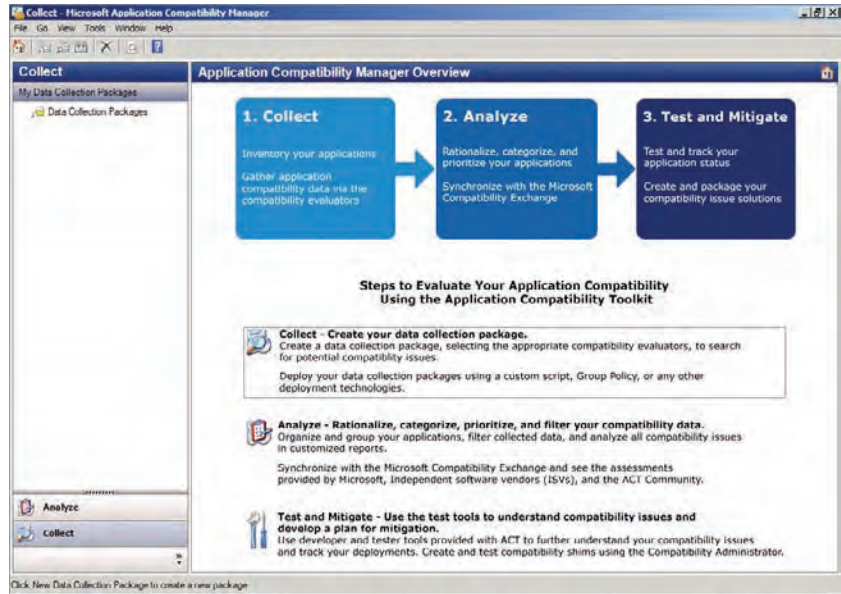 Collect - Microsoft Application Compatibility Manager
File Go View Tools Window Help
Collect
My Data Collection Packages
Data Collection Packages
Analyze
Collect
Application Compatibility Manager Overview
1. Collect
Inventory your applications
Gather application
compatibility data via the
compatibility evaluators
2. Analyze
Rationalize, categorize, and
prioritize your applications
Synchronize with the Microsoft
Compatibility Exchange
3. Test and Mitigate
Test and track your
application status
Create and package your
compatibility issue solutions
Steps to Evaluate Your Application Compatibility
Using the Application Compatibility Toolkit
Collect - Create your data collection package.
Create a data collection package, selecting the appropriate compatibility evaluators, to search
for potential compatibility issues
Deploy your data collection packages using a custom script, Group Policy, or any other
deployment technologies.
Analyze - Rationalize, categorize, prioritize, and filter your compatibility data.
Organize and group your applications, filter collected data, and analyze all compatibility issues
in customized reports.
Synchronize with the Microsoft Compatibility Exchange and see the assessments
provided by Microsoft, Independent software vendors (ISVs), and the ACT Community.
Test and Mitigate - Use the test tools to understand compatibility issues and
develop a plan for mitigation.
Use developer and tester tools provided with ACT to further understand your compatibility issues
and track your deployments. Create and test compatibility shims using the Compatibility Administrator.
Click New Data Collection Package to create a new package